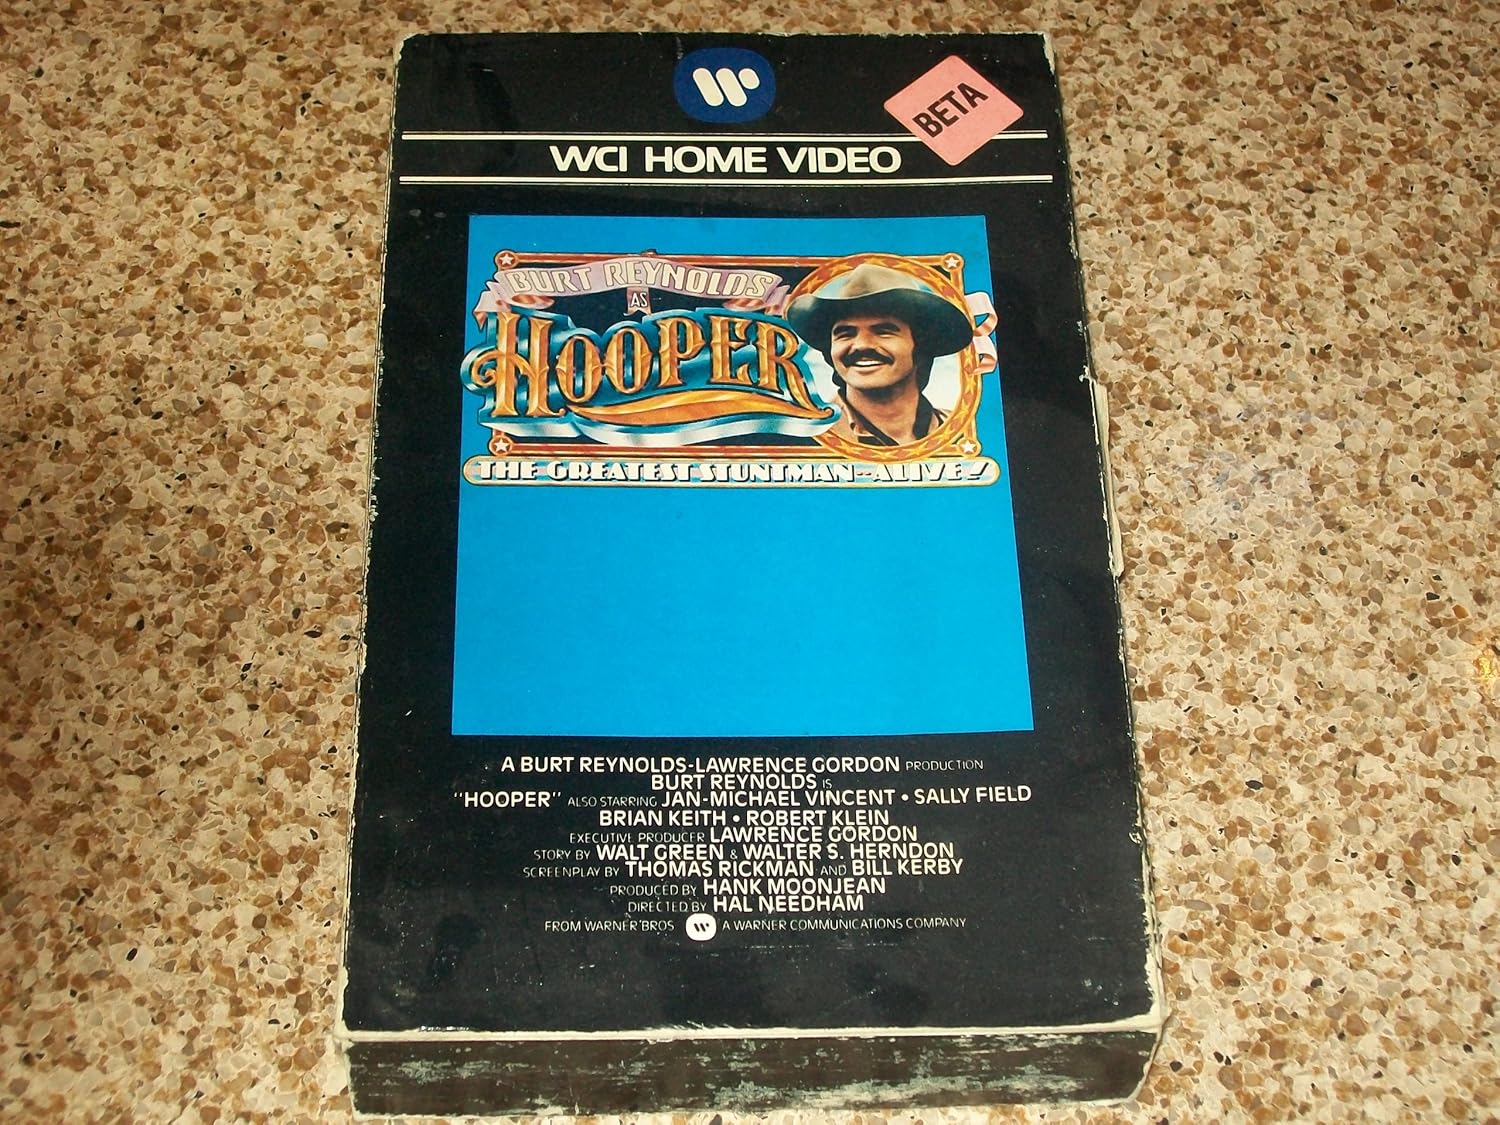 BETA
WCI HOME VIDEO
BURT REYNOLDS
AS
HOOPER
THE GREATEST STUNTMAN--ALIVE!
A BURT REYNOLDS-LAWRENCE GORDON PRODUCTION
BURT REYNOLDS IS
"HOOPER" ALSO STARRING JAN-MICHAEL VINCENT • SALLY FIELD
BRIAN KEITH • ROBERT KLEIN
EXECUTIVE PRODUCER LAWRENCE GORDON
STORY BY WALT GREEN & WALTER S. HERNDON
SCREENPLAY BY THOMAS RICKMAN AND BILL KERBY
PRODUCED BY HANK MOONJEAN
DIRECTED BY HAL NEEDHAM
FROM WARNER BROS A WARNER COMMUNICATIONS COMPANY